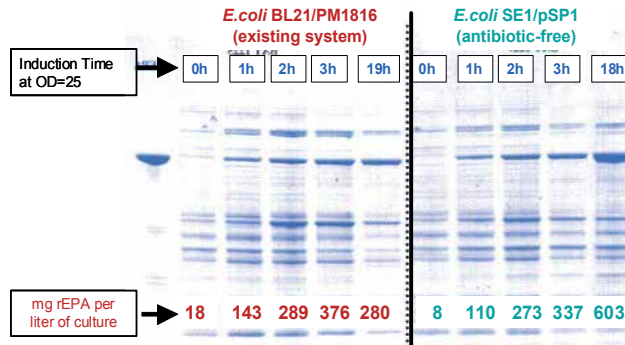 E.coli BL21/PM1816
(existing system)
E.coli SE1/pSP1
(antibiotic-free)
Induction Time
at OD=25
0h 1h 2h 3h 19h 0h 1h 2h 3h 18h
mg rEPA per
liter of culture
18 143 289 376 280 8 110 273 337 603